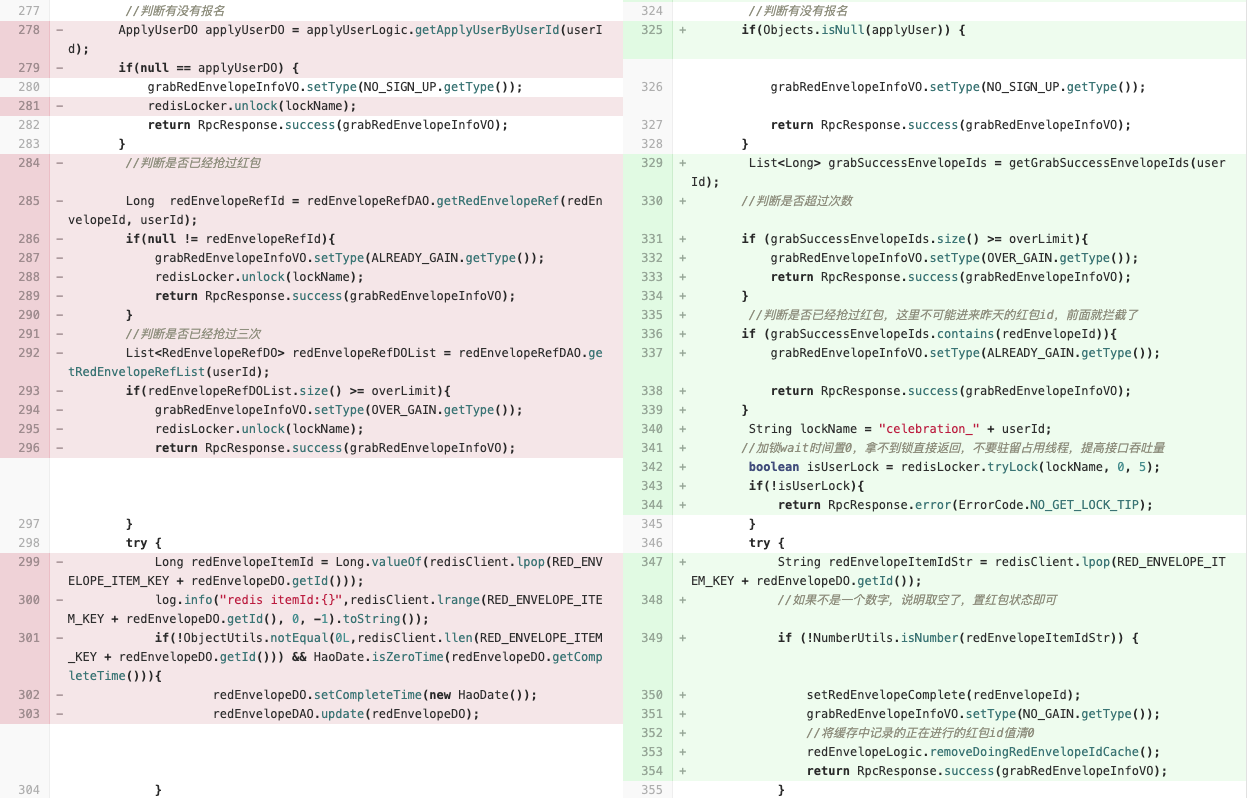 277 //判断有没有报名
278 - ApplyUserDO applyUserDO = applyUserLogic.getApplyUserByUserId(userI
d);
279 - if(null == applyUserDO) {
280 grabRedEnvelopeInfoVO.setType(NO_SIGN_UP.getType());
281 - redisLocker.unlock(lockName);
282 return RpcResponse.success(grabRedEnvelopeInfoVO);
283 }
284 - //判断是否已经抢过红包
285 - Long  redEnvelopeRefId = redEnvelopeRefDAO.getRedEnvelopeRef(redEn
velopeId, userId);
286 - if(null != redEnvelopeRefId){
287 - grabRedEnvelopeInfoVO.setType(ALREADY_GAIN.getType());
288 - redisLocker.unlock(lockName);
289 - return RpcResponse.success(grabRedEnvelopeInfoVO);
290 - }
291 - //判断是否已经抢过三次
292 - List<RedEnvelopeRefDO> redEnvelopeRefDOList = redEnvelopeRefDAO.ge
tRedEnvelopeRefList(userId);
293 - if(redEnvelopeRefDOList.size() >= overLimit){
294 - grabRedEnvelopeInfoVO.setType(OVER_GAIN.getType());
295 - redisLocker.unlock(lockName);
296 - return RpcResponse.success(grabRedEnvelopeInfoVO);
297 }
298 try {
299 - Long redEnvelopeItemId = Long.valueOf(redisClient.lpop(RED_ENV
ELOPE_ITEM_KEY + redEnvelopeDO.getId()));
300 - log.info("redis itemId:{}",redisClient.lrange(RED_ENVELOPE_ITE
M_KEY + redEnvelopeDO.getId(), 0, -1).toString());
301 - if(!ObjectUtils.notEqual(0L,redisClient.llen(RED_ENVELOPE_ITEM
_KEY + redEnvelopeDO.getId())) && HaoDate.isZeroTime(redEnvelopeDO.getComp
leteTime())){
302 - redEnvelopeDO.setCompleteTime(new HaoDate());
303 - redEnvelopeDAO.update(redEnvelopeDO);
304 }
324 //判断有没有报名
325 + if(Objects.isNull(applyUser)) {
326 grabRedEnvelopeInfoVO.setType(NO_SIGN_UP.getType());
327 return RpcResponse.success(grabRedEnvelopeInfoVO);
328 }
329 + List<Long> grabSuccessEnvelopeIds = getGrabSuccessEnvelopeIds(user
Id);
330 + //判断是否超过次数
331 + if (grabSuccessEnvelopeIds.size() >= overLimit){
332 + grabRedEnvelopeInfoVO.setType(OVER_GAIN.getType());
333 + return RpcResponse.success(grabRedEnvelopeInfoVO);
334 + }
335 + //判断是否已经抢过红包，这里不可能进来昨天的红包id，前面就拦截了
336 + if (grabSuccessEnvelopeIds.contains(redEnvelopeId)){
337 + grabRedEnvelopeInfoVO.setType(ALREADY_GAIN.getType());
338 + return RpcResponse.success(grabRedEnvelopeInfoVO);
339 + }
340 + String lockName = "celebration_" + userId;
341 + //加锁wait时间置0，拿不到锁直接返回，不要驻留占用线程，提高接口吞吐量
342 + boolean isUserLock = redisLocker.tryLock(lockName, 0, 5);
343 + if(!isUserLock){
344 + return RpcResponse.error(ErrorCode.NO_GET_LOCK_TIP);
345 }
346 try {
347 + String redEnvelopeItemIdStr = redisClient.lpop(RED_ENVELOPE_IT
EM_KEY + redEnvelopeDO.getId());
348 + //如果不是一个数字，说明取空了，置红包状态即可
349 + if (!NumberUtils.isNumber(redEnvelopeItemIdStr)) {
350 + setRedEnvelopeComplete(redEnvelopeId);
351 + grabRedEnvelopeInfoVO.setType(NO_GAIN.getType());
352 + //将缓存中记录的正在进行的红包id值清0
353 + redEnvelopeLogic.removeDoingRedEnvelopeIdCache();
354 + return RpcResponse.success(grabRedEnvelopeInfoVO);
355 }